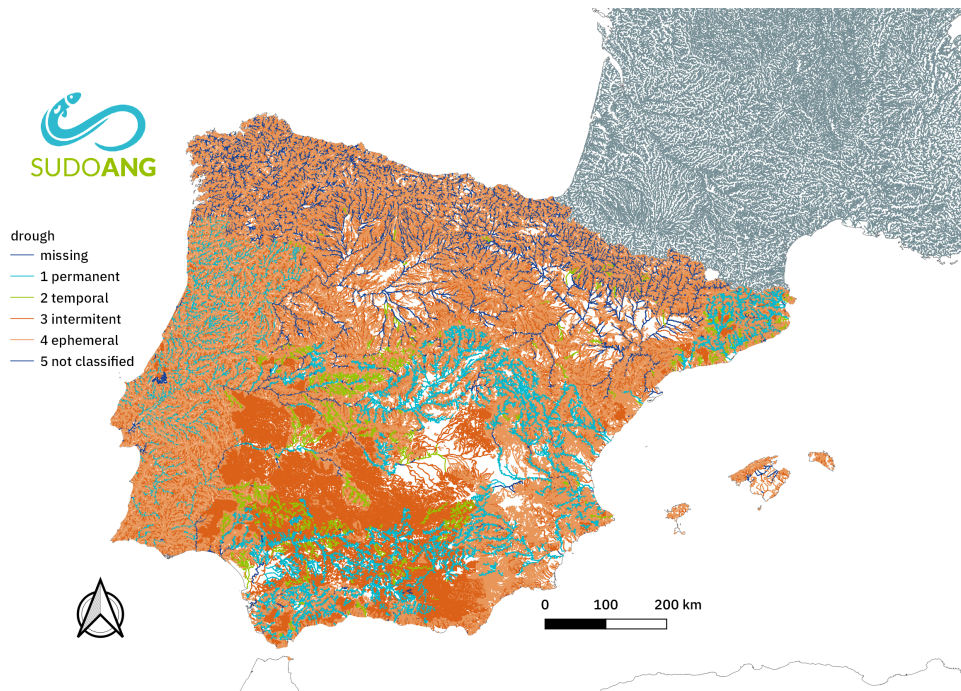 SUDOANG
drough
missing
1 permanent
2 temporal
3 intermitent
4 ephemeral
5 not classified
0 100 200 km